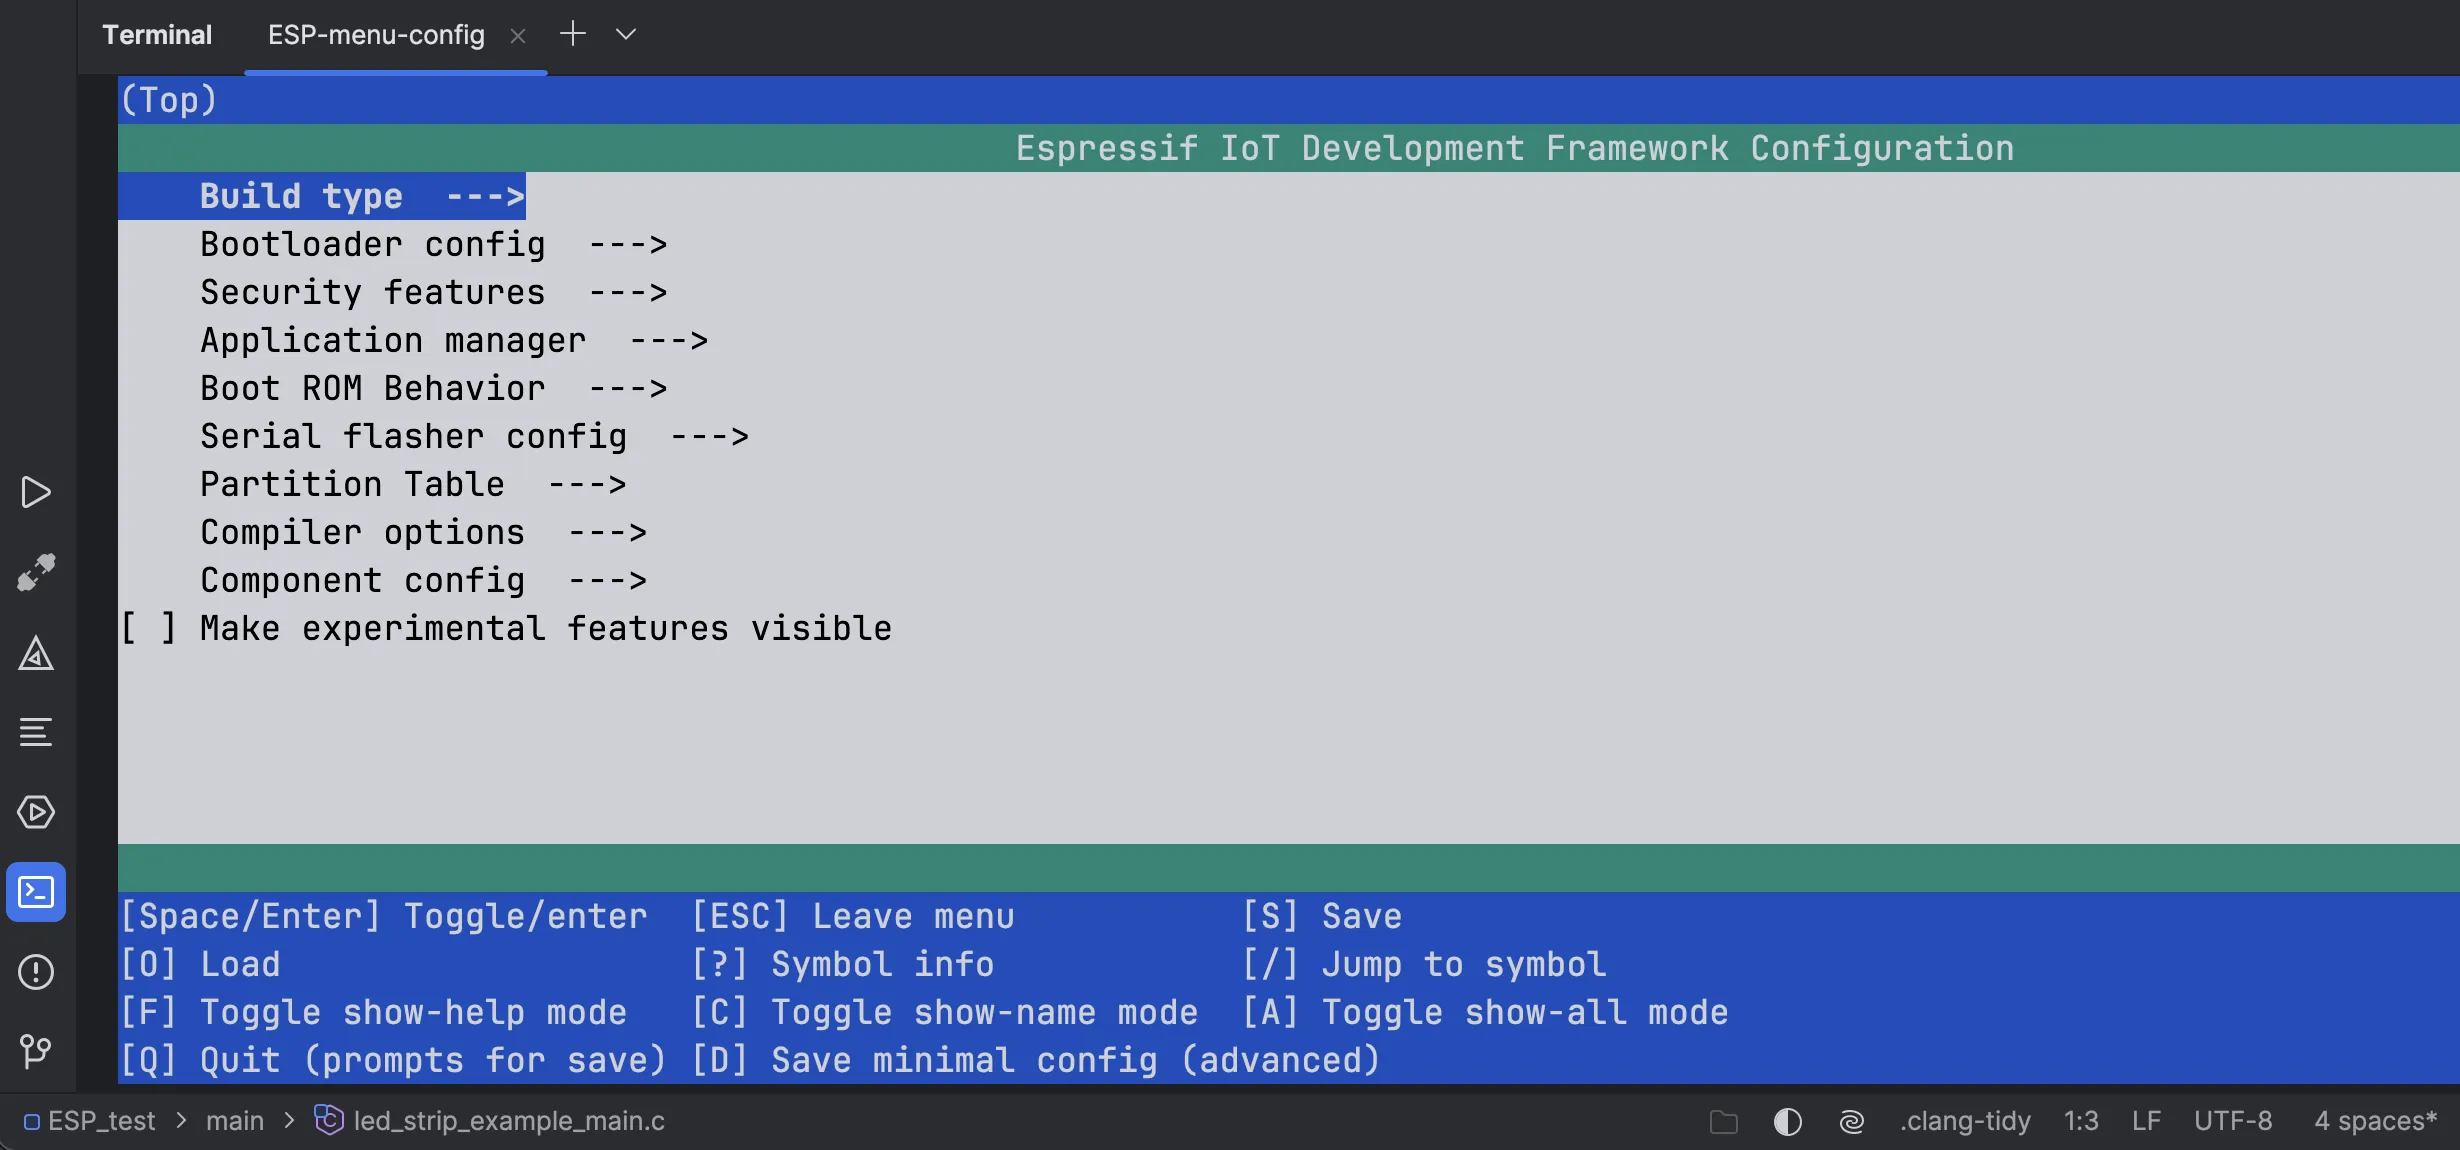 Terminal ESP-menu-config
(Top)
Espressif IoT Development Framework Configuration
Build type --->
Bootloader config --->
Security features --->
Application manager --->
Boot ROM Behavior --->
Serial flasher config --->
Partition Table --->
Compiler options --->
Component config --->
[ ] Make experimental features visible
[Space/Enter] Toggle/enter [ESC] Leave menu [S] Save
[O] Load [?] Symbol info [/] Jump to symbol
[F] Toggle show-help mode [C] Toggle show-name mode [A] Toggle show-all mode
[Q] Quit (prompts for save) [D] Save minimal config (advanced)
ESP_test > main > led_strip_example_main.c .clang-tidy 1:3 LF UTF-8 4 spaces*